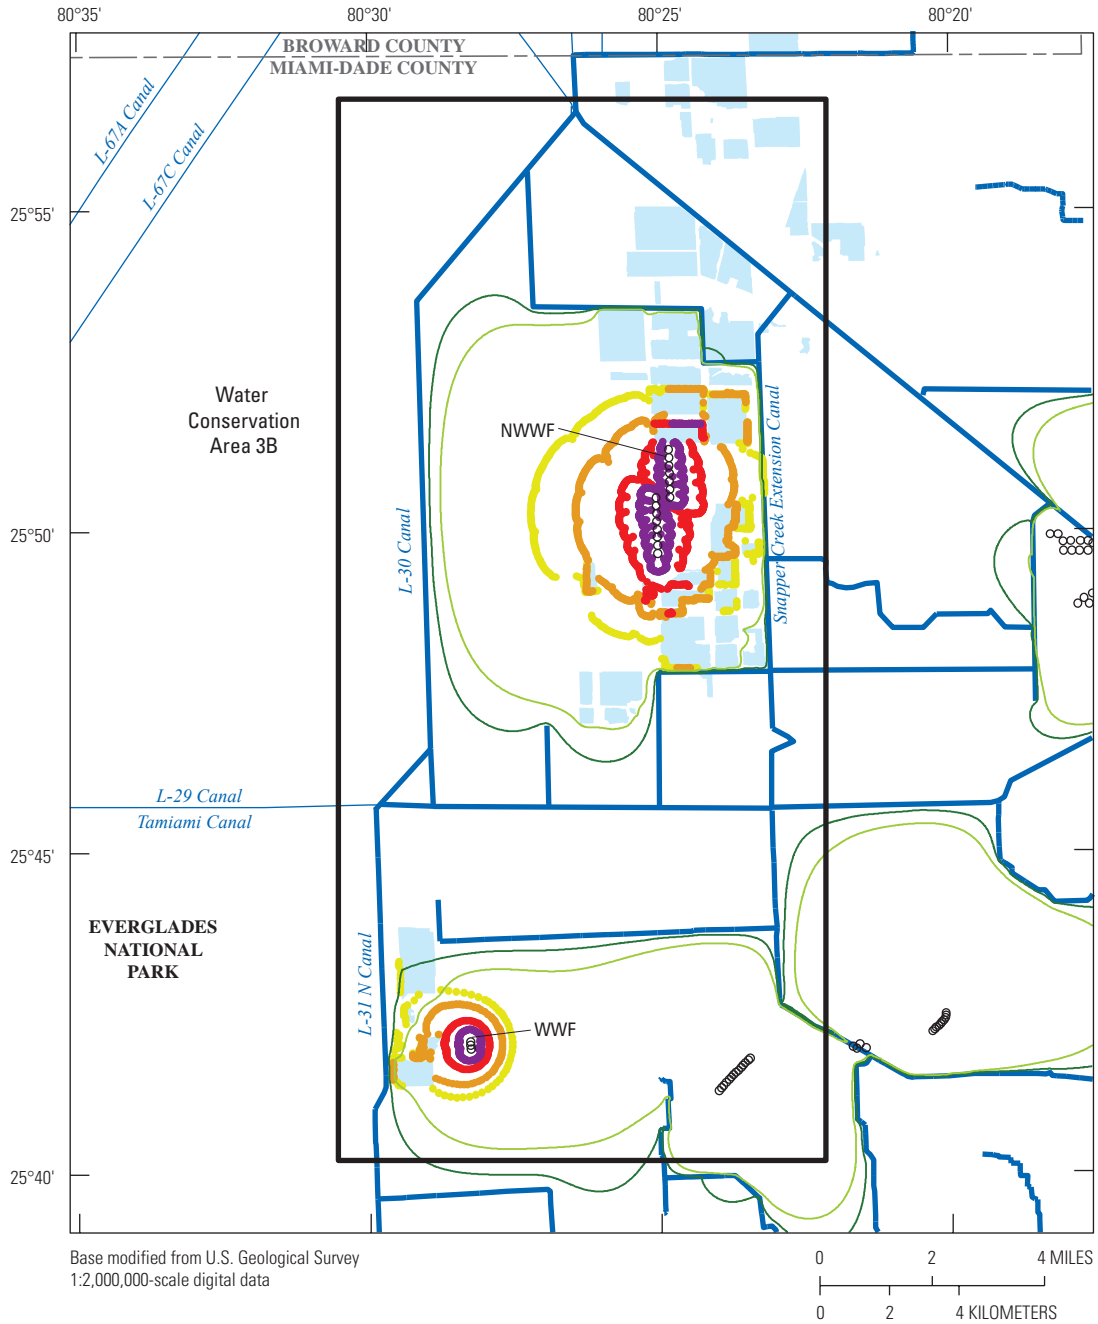 80°35'
80°30'
80°25'
80°20'
BROWARD COUNTY
MIAMI-DADE COUNTY
L-67A Canal
L-67C Canal
25°55'
Water
Conservation
Area 3B
NWWF
Snapper Creek Extension Canal
25°50'
L-30 Canal
L-29 Canal
Tamiami Canal
25°45'
EVERGLADES
NATIONAL
PARK
L-31 N Canal
WWF
25°40'
Base modified from U.S. Geological Survey
1:2,000,000-scale digital data
0 2 4 MILES
0 2 4 KILOMETERS